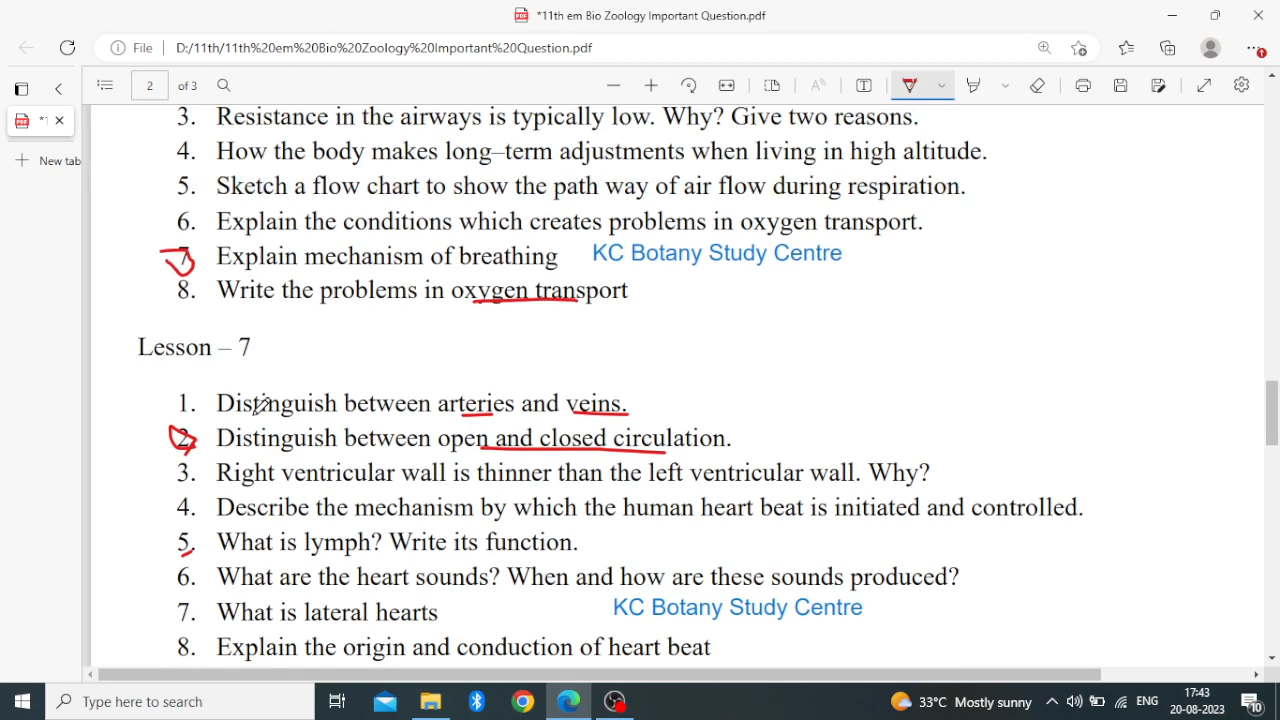 *11th em Bio Zoology Important Question.pdf
File D:/11th/11th%20em%20Bio%20Zoology%20Important%20Question.pdf
2 of 3
New tab
3. Resistance in the airways is typically low. Why? Give two reasons.
4. How the body makes long–term adjustments when living in high altitude.
5. Sketch a flow chart to show the path way of air flow during respiration.
6. Explain the conditions which creates problems in oxygen transport.
7. Explain mechanism of breathing KC Botany Study Centre
8. Write the problems in oxygen transport
Lesson – 7
1. Distinguish between arteries and veins.
2. Distinguish between open and closed circulation.
3. Right ventricular wall is thinner than the left ventricular wall. Why?
4. Describe the mechanism by which the human heart beat is initiated and controlled.
5. What is lymph? Write its function.
6. What are the heart sounds? When and how are these sounds produced?
7. What is lateral hearts KC Botany Study Centre
8. Explain the origin and conduction of heart beat
Type here to search 33°C Mostly sunny ENG 17:43
20-08-2023 10